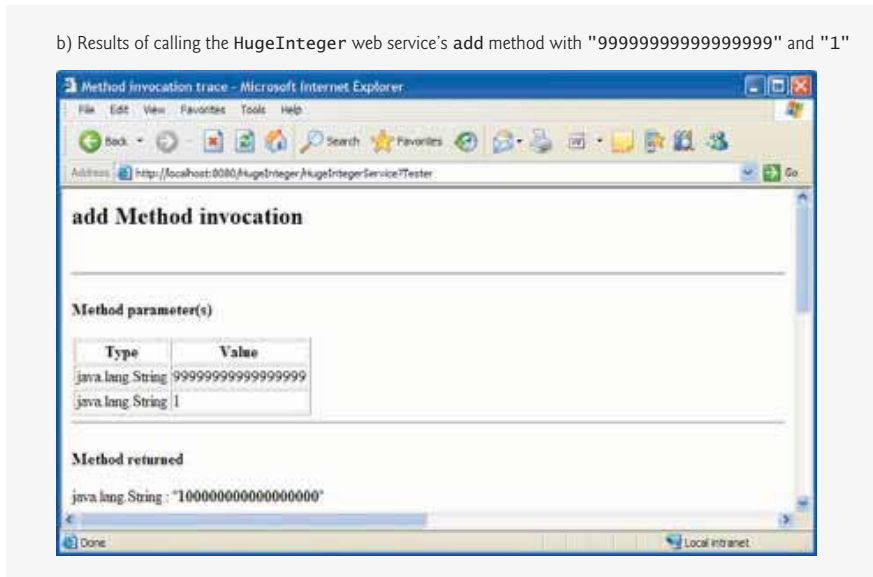 b) Results of calling the HugeInteger web service's add method with "99999999999999999" and "1"
Method invocation trace - Microsoft Internet Explorer
File Edit View Favorites Tools Help
Back Search Favorites
Address http://localhost:8080/HugeInteger/HugeIntegerService?Tester Go
add Method invocation
Method parameter(s)
Type Value
java.lang.String 99999999999999999
java.lang.String 1
Method returned
java.lang.String : "100000000000000000"
Done Local intranet